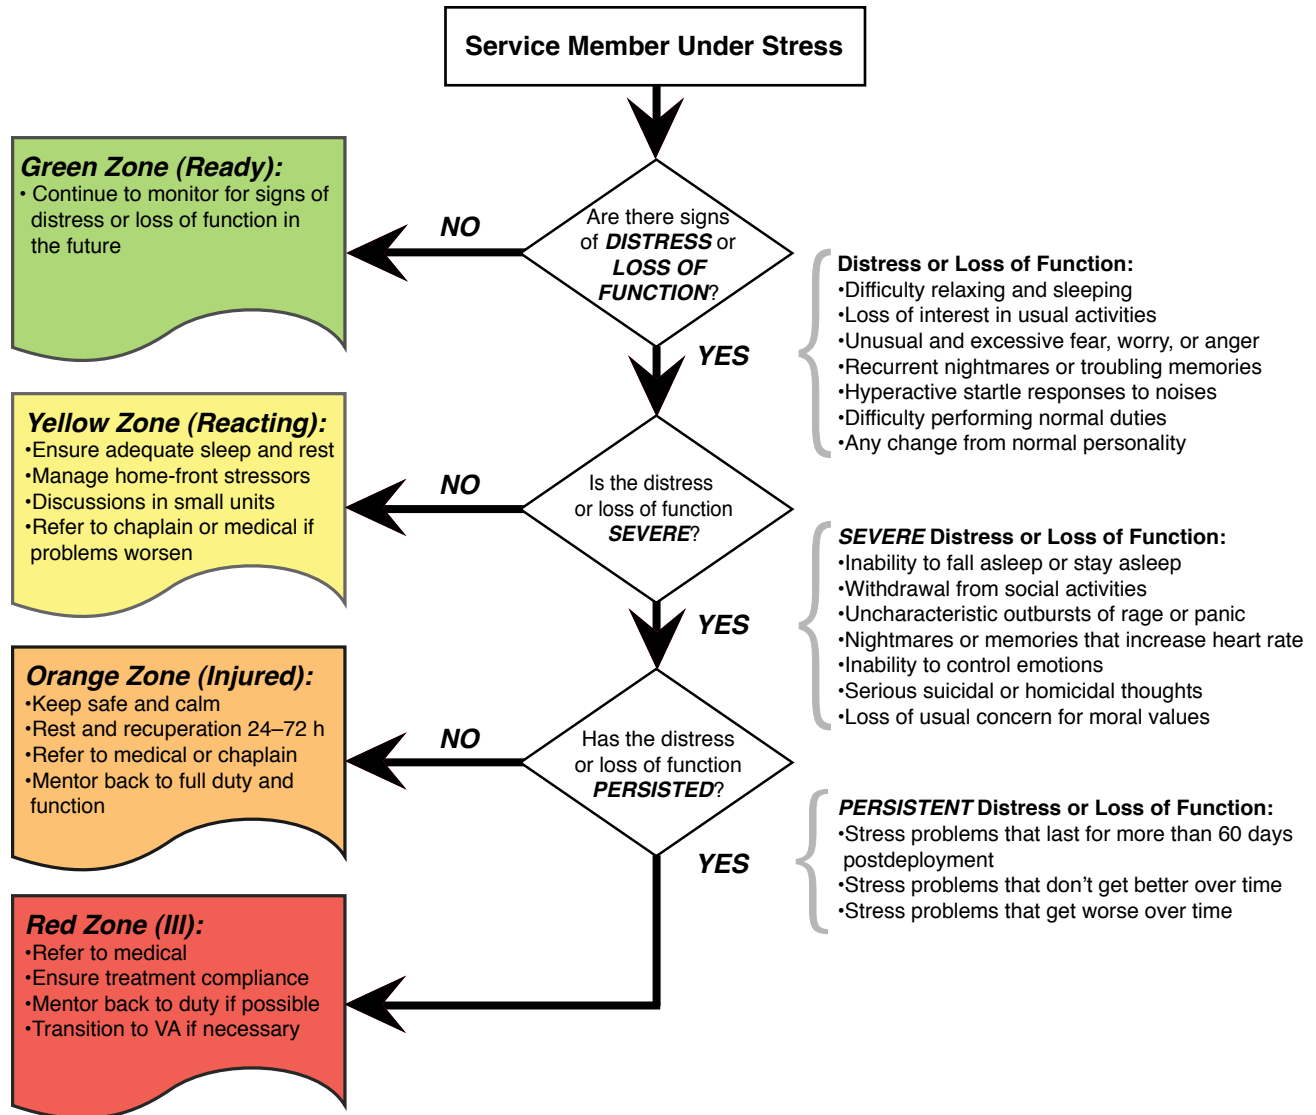 Service Member Under Stress
Green Zone (Ready):
• Continue to monitor for signs of
distress or loss of function in
the future
NO
Are there signs
of DISTRESS or
LOSS OF
FUNCTION?
YES
Distress or Loss of Function:
•Difficulty relaxing and sleeping
•Loss of interest in usual activities
•Unusual and excessive fear, worry, or anger
•Recurrent nightmares or troubling memories
•Hyperactive startle responses to noises
•Difficulty performing normal duties
•Any change from normal personality
Yellow Zone (Reacting):
•Ensure adequate sleep and rest
•Manage home-front stressors
•Discussions in small units
•Refer to chaplain or medical if
problems worsen
NO
Is the distress
or loss of function
SEVERE?
YES
SEVERE Distress or Loss of Function:
•Inability to fall asleep or stay asleep
•Withdrawal from social activities
•Uncharacteristic outbursts of rage or panic
•Nightmares or memories that increase heart rate
•Inability to control emotions
•Serious suicidal or homicidal thoughts
•Loss of usual concern for moral values
Orange Zone (Injured):
•Keep safe and calm
•Rest and recuperation 24–72 h
•Refer to medical or chaplain
•Mentor back to full duty and
function
NO
Has the distress
or loss of function
PERSISTED?
YES
PERSISTENT Distress or Loss of Function:
•Stress problems that last for more than 60 days
postdeployment
•Stress problems that don’t get better over time
•Stress problems that get worse over time
Red Zone (Ill):
•Refer to medical
•Ensure treatment compliance
•Mentor back to duty if possible
•Transition to VA if necessary